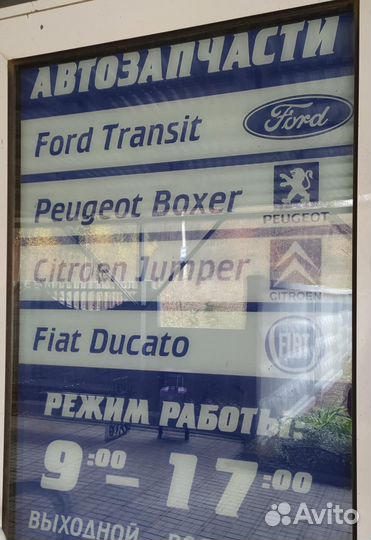 АВТОЗАПЧАСТИ
Ford Transit
Ford
Peugeot Boxer
PEUGEOT
Citroen Jumper
CITROEN
Fiat Ducato
FIAT
РЕЖИМ РАБОТЫ:
9:00 – 17:00
ВЫХОДНОЙ
Avito